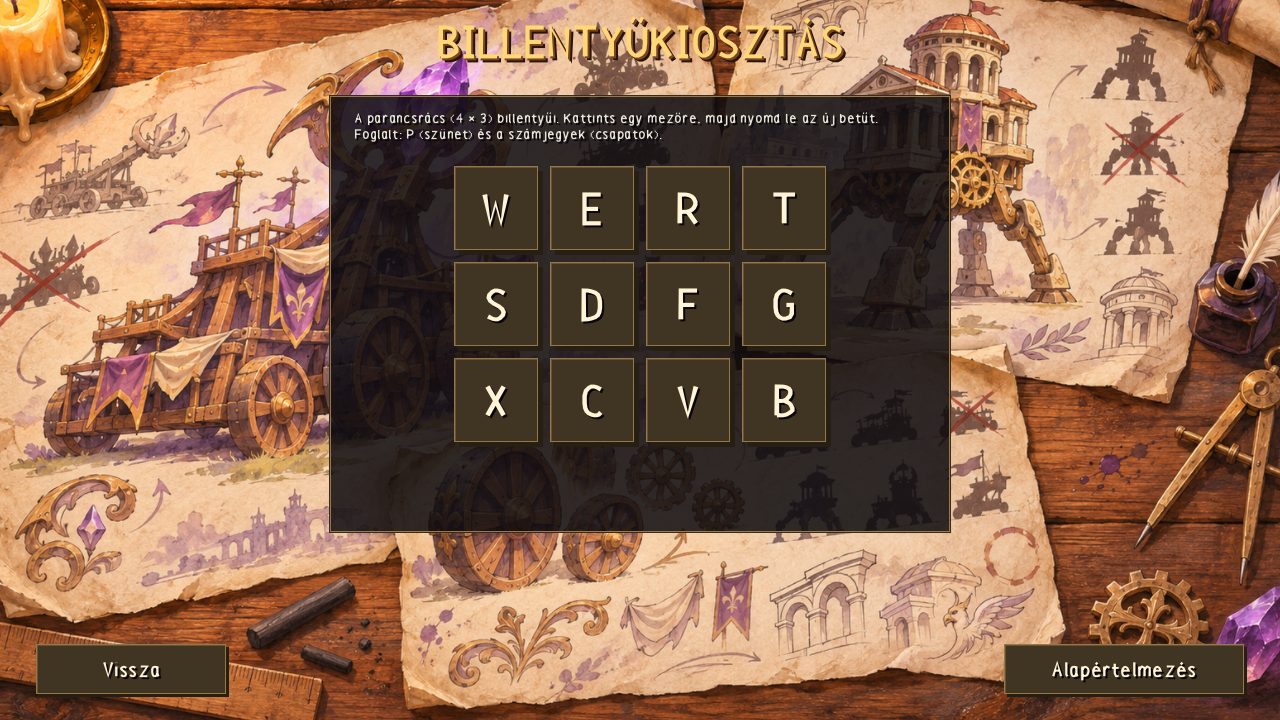 BILLENTYŰKIOSZTÁS
A parancsrács (4 × 3) billentyűi. Kattints egy mezőre, majd nyomd le az új betűt.
Foglalt: P (szünet) és a számjegyek (csapatok).
W E R T
S D F G
X C V B
Vissza
Alapértelmezés